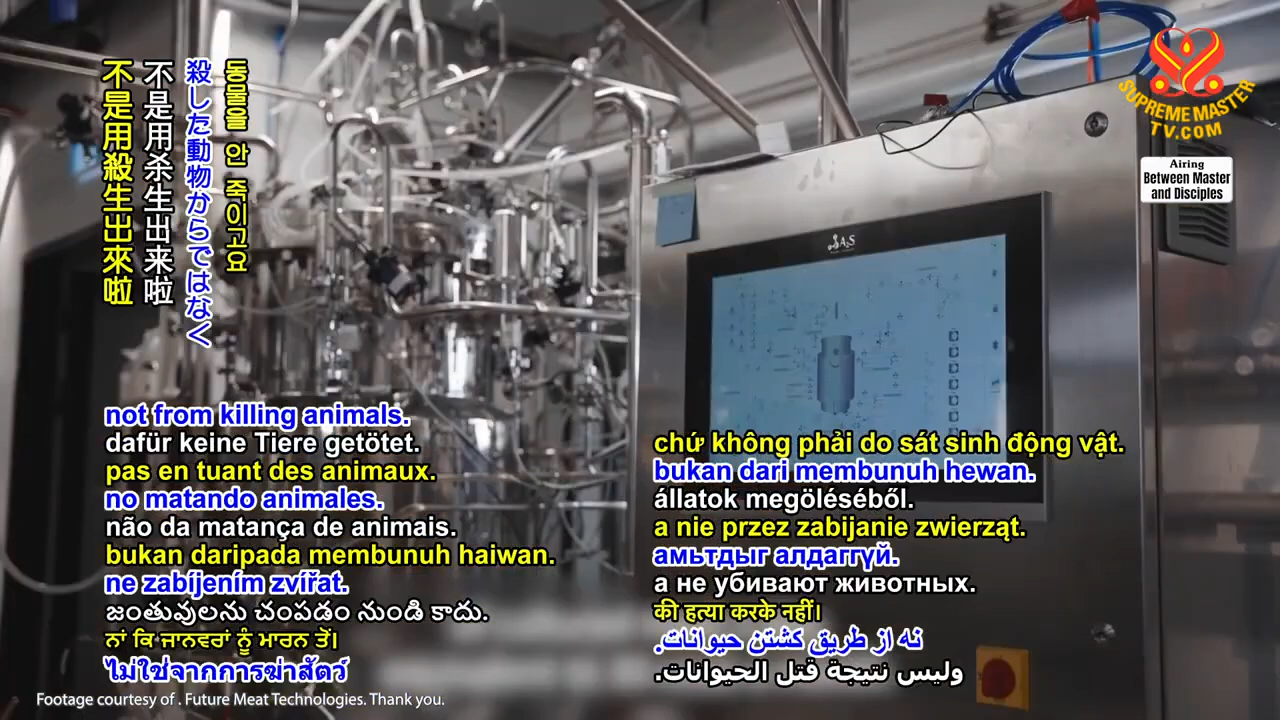 동물을 안 죽이고요
殺した動物からではなく
不是用杀生出来啦
不是用殺生出來啦
SUPREME MASTER
TV.COM
Airing
Between Master
and Disciples
A2S
not from killing animals.
dafür keine Tiere getötet.
pas en tuant des animaux.
no matando animales.
não da matança de animais.
bukan daripada membunuh haiwan.
ne zabíjením zvířat.
జంతువులను చంపడం నుండి కాదు.
ਨਾਂ ਕਿ ਜਾਨਵਰਾਂ ਨੂੰ ਮਾਰਨ ਤੋਂ।
ไม่ใช่จากการฆ่าสัตว์
chứ không phải do sát sinh động vật.
bukan dari membunuh hewan.
állatok megöléséből.
a nie przez zabijanie zwierząt.
амьтдыг алдаггүй.
а не убивают животных.
की हत्या करके नहीं।
نه از طریق کشتن حیوانات.
وليس نتيجة قتل الحيوانات.
Footage courtesy of . Future Meat Technologies. Thank you.